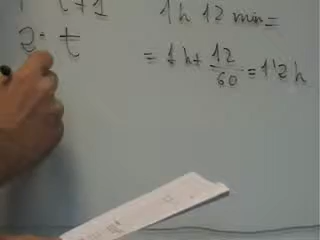 t+1
1 h 12 min =
2· t
= 1 h + 12/60 = 1'2 h